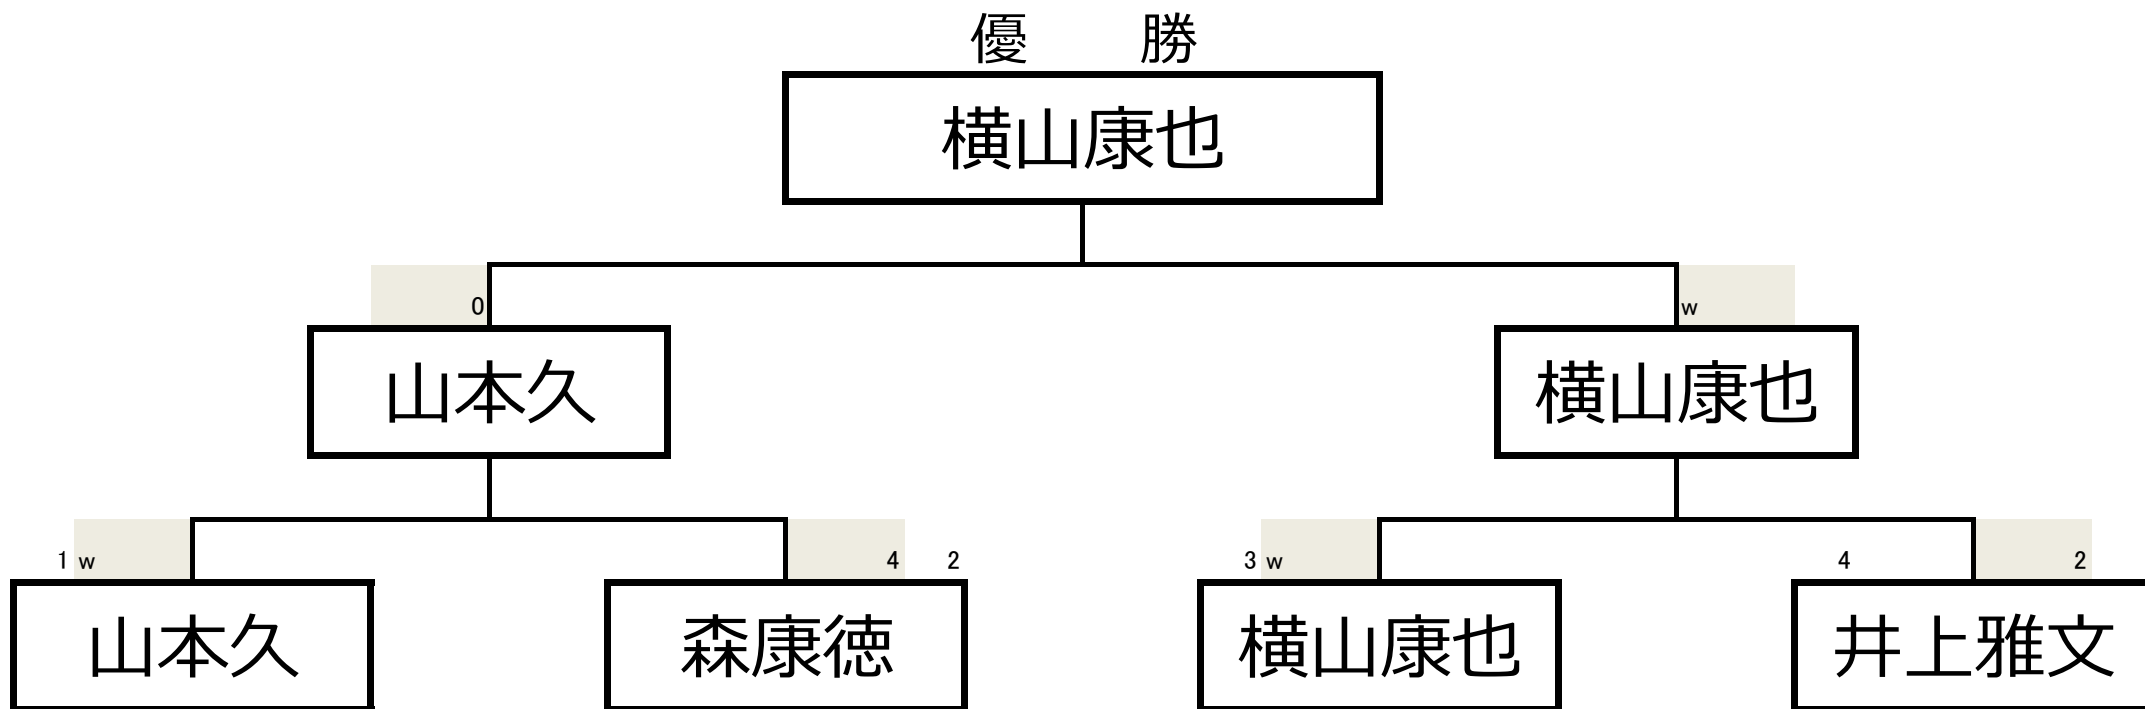 優 勝
横山康也
0 w
山本久 横山康也
1 w 4 2 3 w 4 2
山本久 森康徳 横山康也 井上雅文